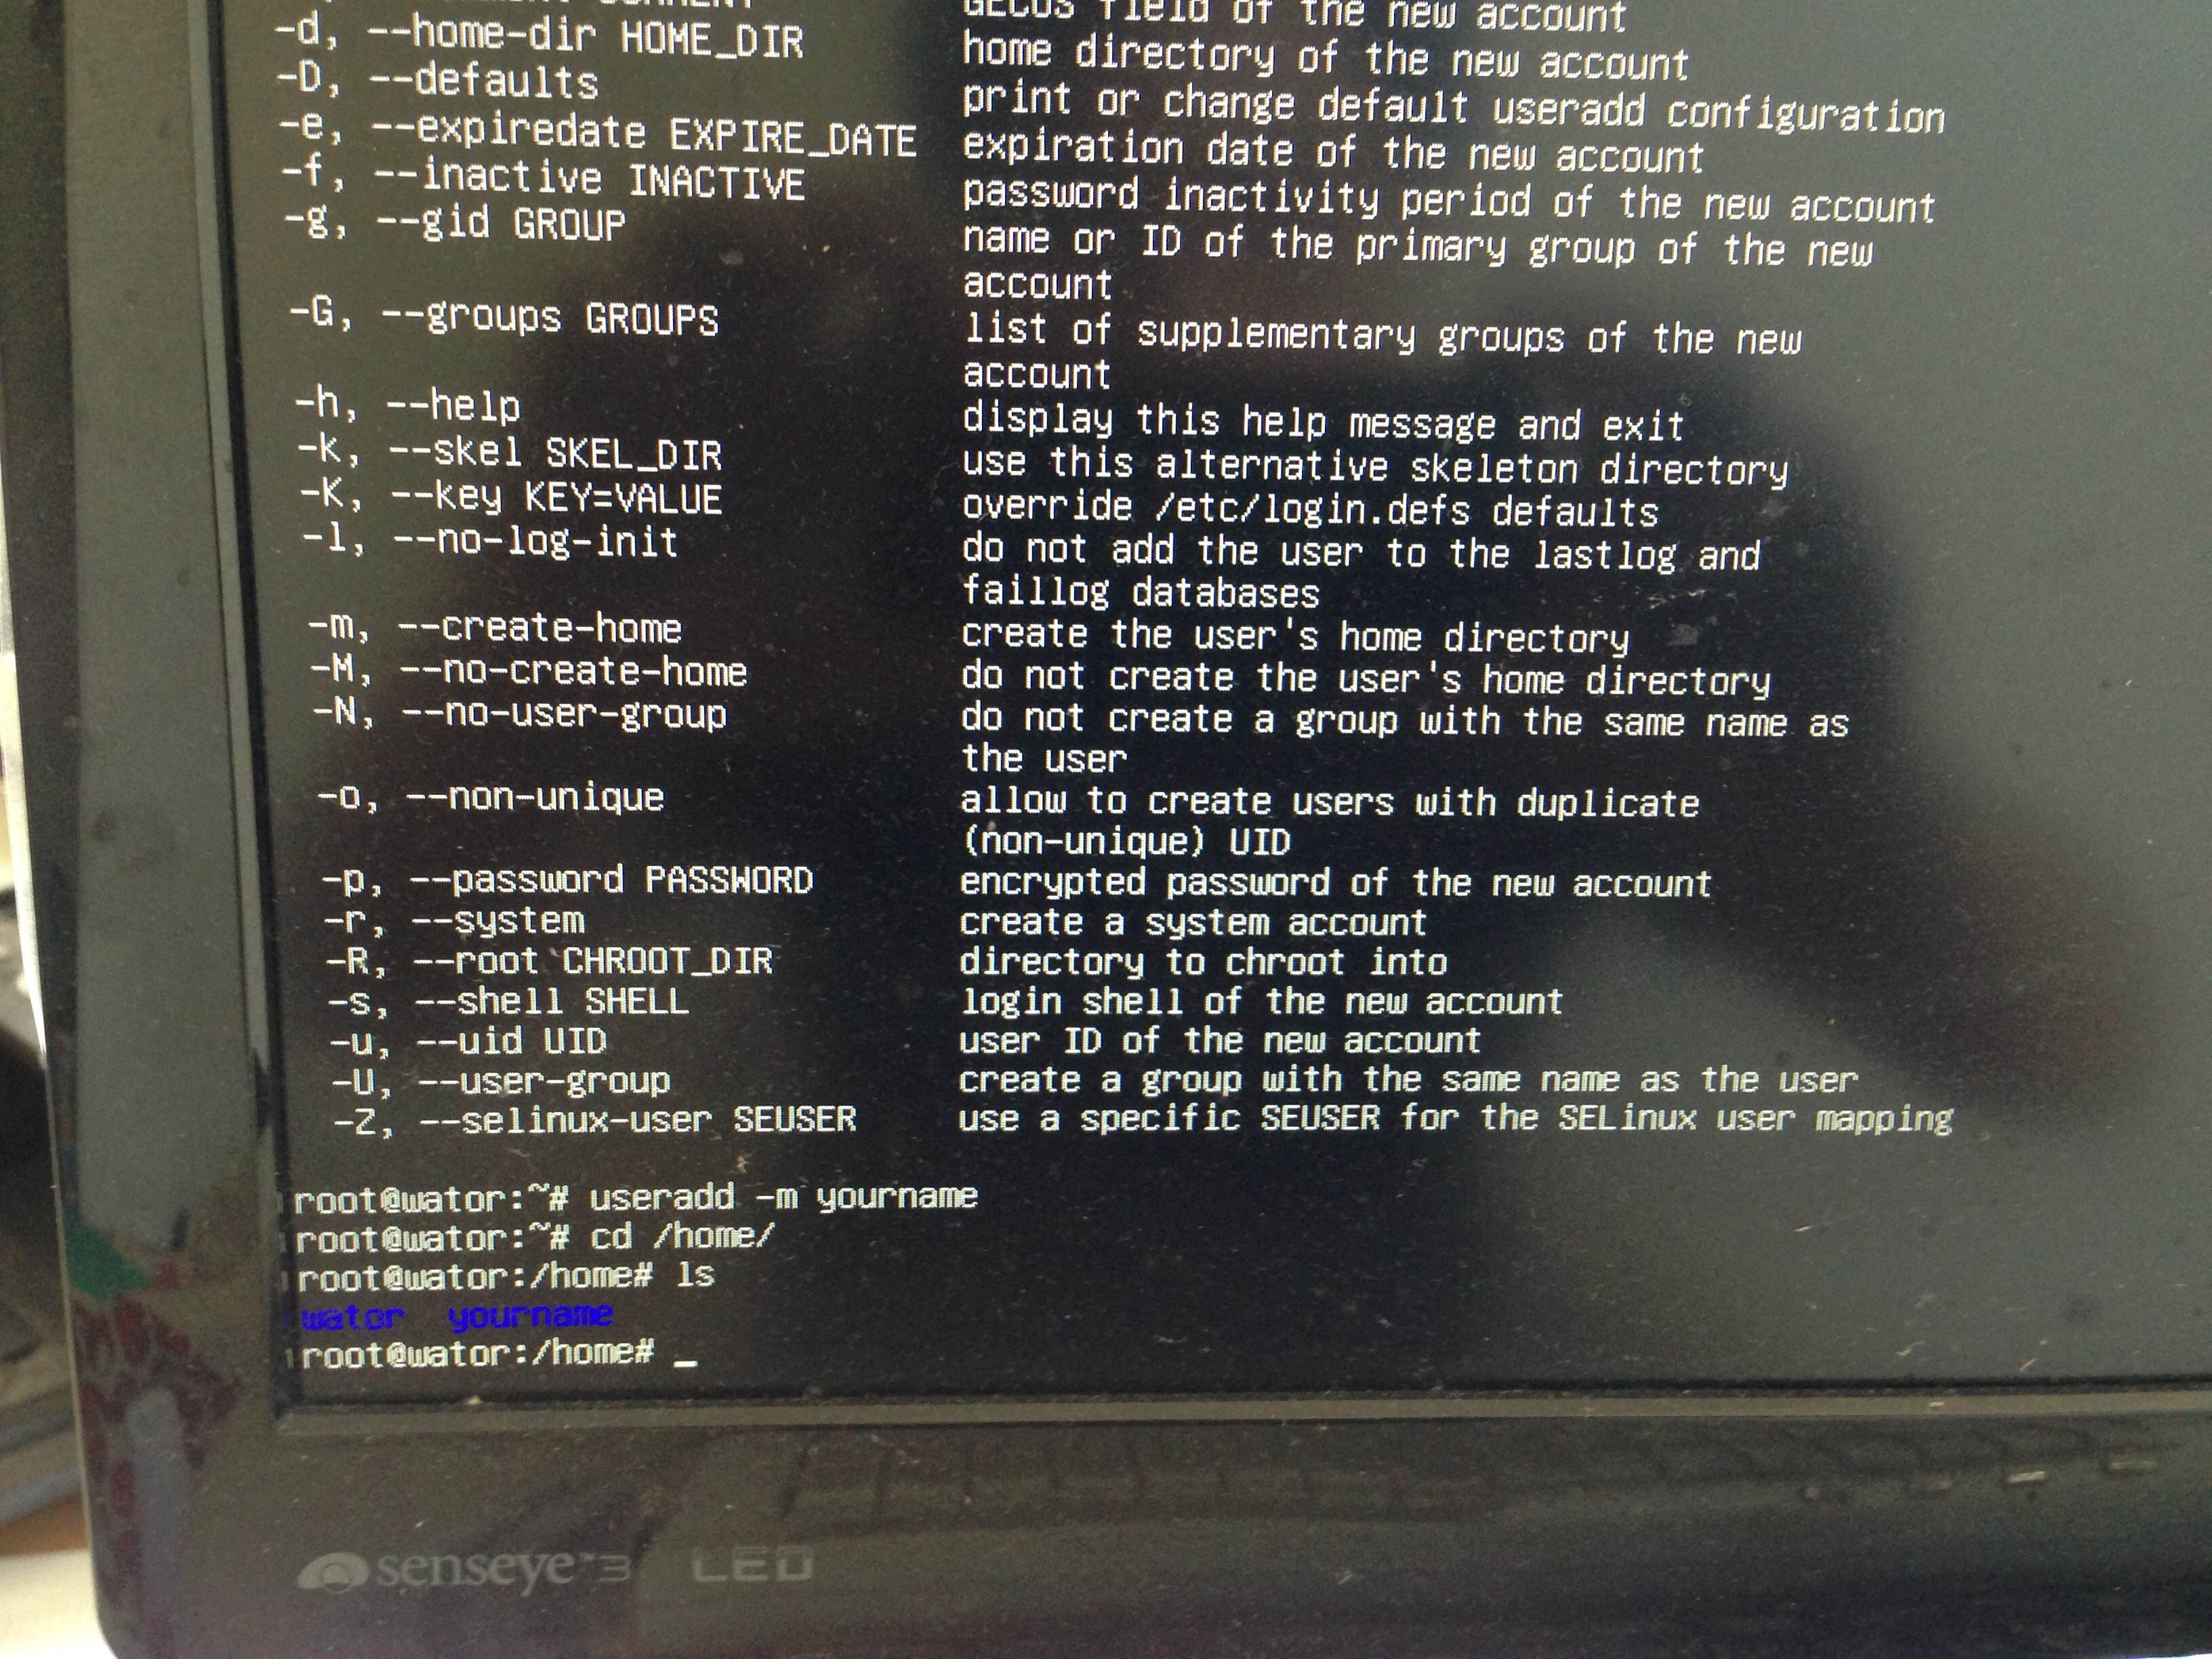 GECOS field of the new account
-d, --home-dir HOME_DIR home directory of the new account
-D, --defaults print or change default useradd configuration
-e, --expiredate EXPIRE_DATE expiration date of the new account
-f, --inactive INACTIVE password inactivity period of the new account
-g, --gid GROUP name or ID of the primary group of the new
account
-G, --groups GROUPS list of supplementary groups of the new
account
-h, --help display this help message and exit
-k, --skel SKEL_DIR use this alternative skeleton directory
-K, --key KEY=VALUE override /etc/login.defs defaults
-l, --no-log-init do not add the user to the lastlog and
faillog databases
-m, --create-home create the user's home directory
-M, --no-create-home do not create the user's home directory
-N, --no-user-group do not create a group with the same name as
the user
-o, --non-unique allow to create users with duplicate
(non-unique) UID
-p, --password PASSWORD encrypted password of the new account
-r, --system create a system account
-R, --root CHROOT_DIR directory to chroot into
-s, --shell SHELL login shell of the new account
-u, --uid UID user ID of the new account
-U, --user-group create a group with the same name as the user
-Z, --selinux-user SEUSER use a specific SEUSER for the SELinux user mapping
root@wator:~# useradd -m yourname
root@wator:~# cd /home/
root@wator:/home# ls
wator yourname
root@wator:/home# _
senseye™3 LED